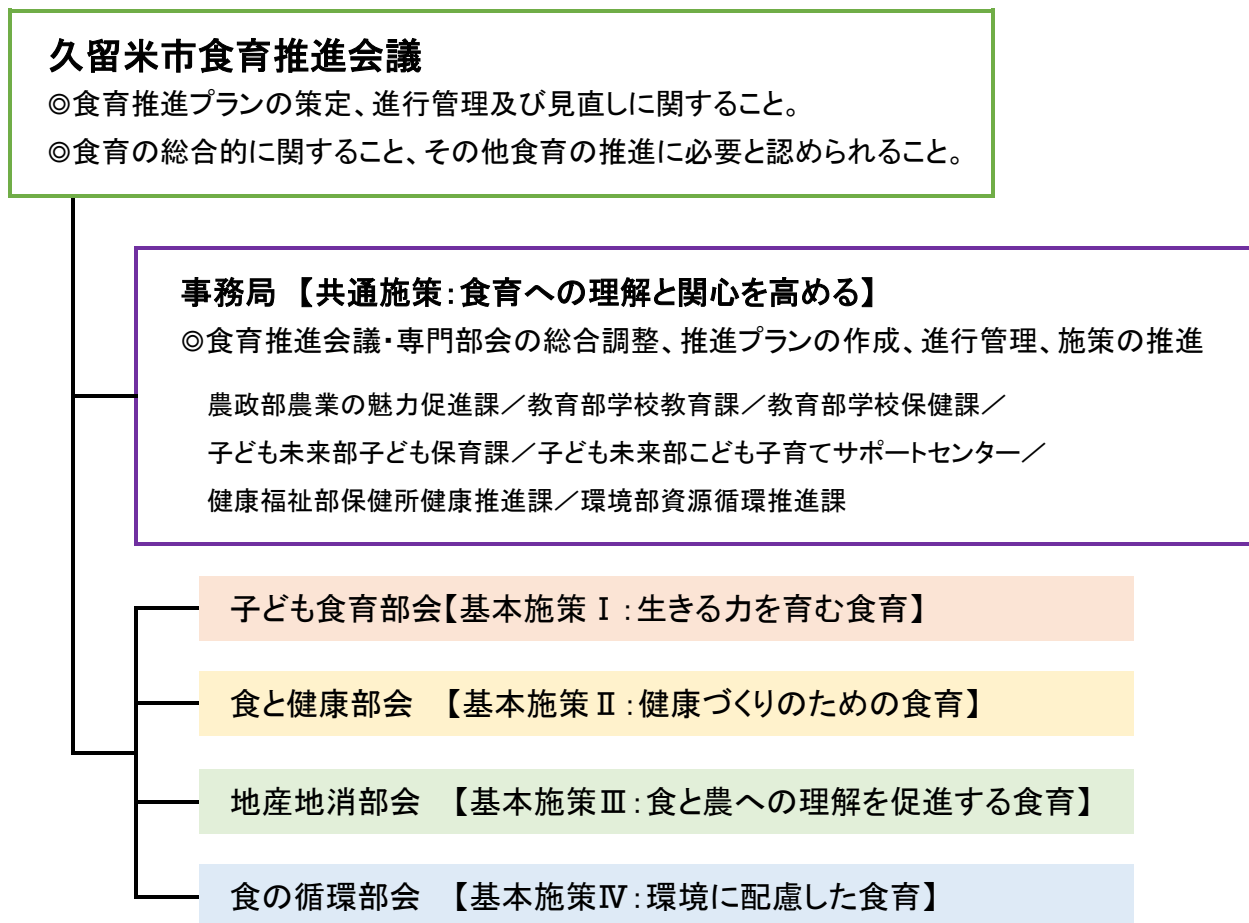 久留米市食育推進会議
◎食育推進プランの策定、進行管理及び見直しに関すること。
◎食育の総合的に関すること、その他食育の推進に必要と認められること。
事務局 【共通施策：食育への理解と関心を高める】
◎食育推進会議・専門部会の総合調整、推進プランの作成、進行管理、施策の推進
農政部農業の魅力促進課／教育部学校教育課／教育部学校保健課／
子ども未来部子ども保育課／子ども未来部こども子育てサポートセンター／
健康福祉部保健所健康推進課／環境部資源循環推進課
子ども食育部会【基本施策Ⅰ：生きる力を育む食育】
食と健康部会 【基本施策Ⅱ：健康づくりのための食育】
地産地消部会 【基本施策Ⅲ：食と農への理解を促進する食育】
食の循環部会 【基本施策Ⅳ：環境に配慮した食育】